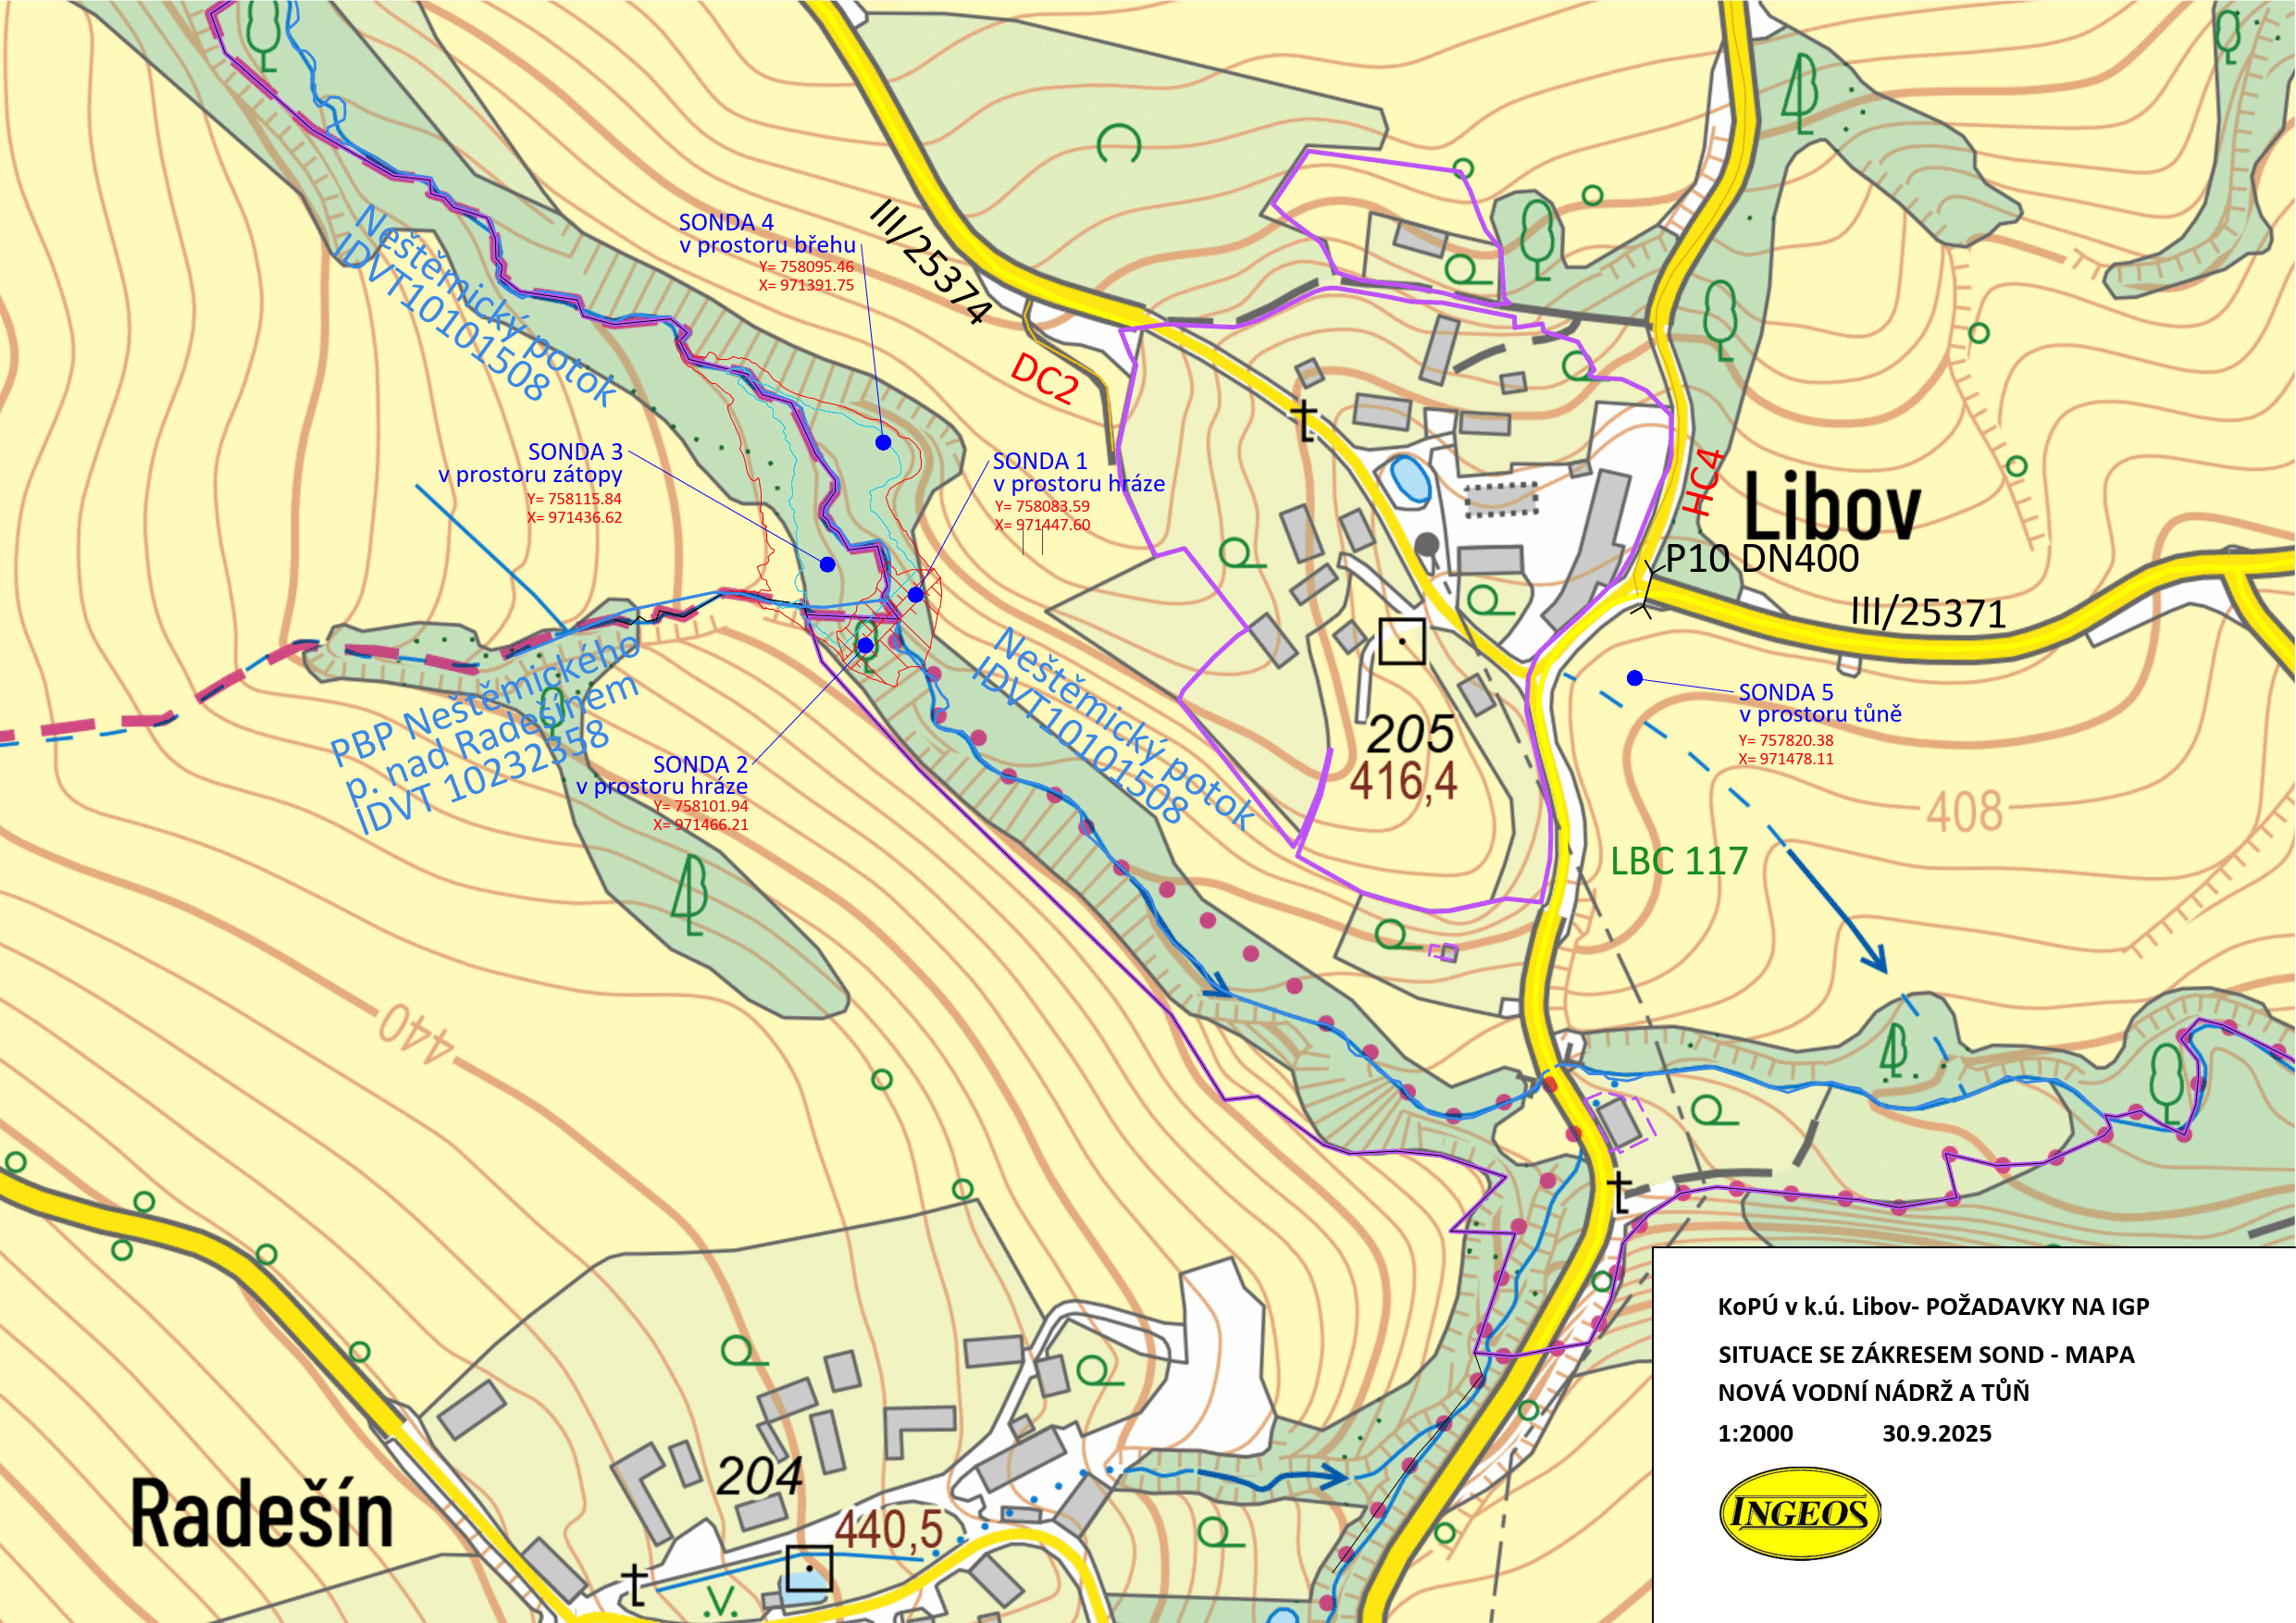 SONDA 4
v prostoru břehu
Y= 758095.46
X= 971391.75
III/25374
Neštěmický potok
IDVT10101508
DC2
SONDA 3
v prostoru zátopy
Y= 758115.84
X= 971436.62
SONDA 1
v prostoru hráze
Y= 758083.59
X= 971447.60
HC4
Libov
P10 DN400
III/25371
PBP Neštěmického
p. nad Radešínem
IDVT 10232358
Neštěmický potok
IDVT10101508
SONDA 5
v prostoru tůně
Y= 757820.38
X= 971478.11
205
416,4
SONDA 2
v prostoru hráze
Y= 758101.94
X= 971466.21
408
LBC 117
440
KoPÚ v k.ú. Libov- POŽADAVKY NA IGP
SITUACE SE ZÁKRESEM SOND - MAPA
NOVÁ VODNÍ NÁDRŽ A TŮŇ
1:2000 30.9.2025
INGEOS
Radešín
204
440,5